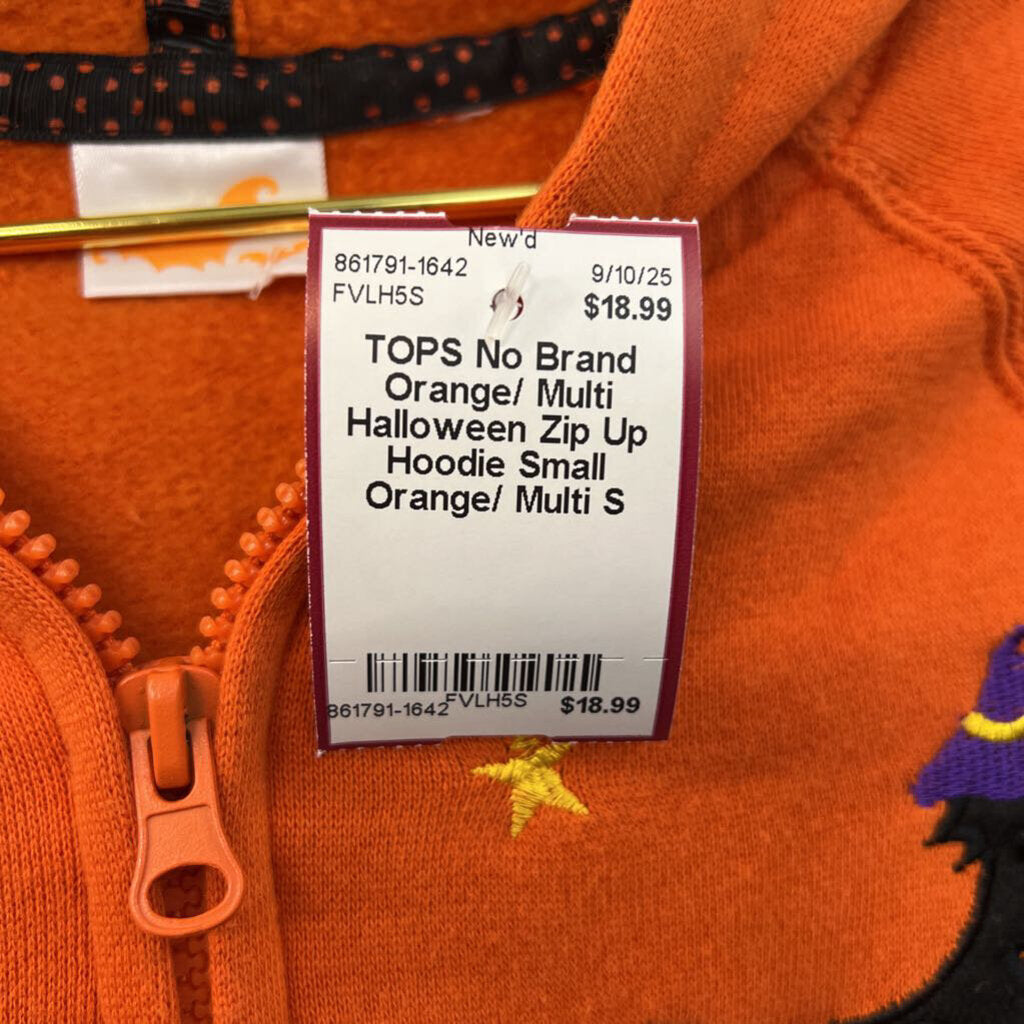 New'd
861791-1642 9/10/25
FVLH5S $18.99
TOPS No Brand
Orange/ Multi
Halloween Zip Up
Hoodie Small
Orange/ Multi S
861791-1642 FVLH5S $18.99